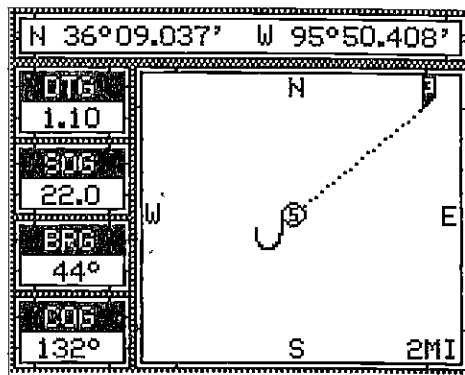 N 36°09.037' W 95°50.408'
DTG
1.10
SOG
22.0
BRG
44°
COG
132°
N
W
S
E
S
2MI